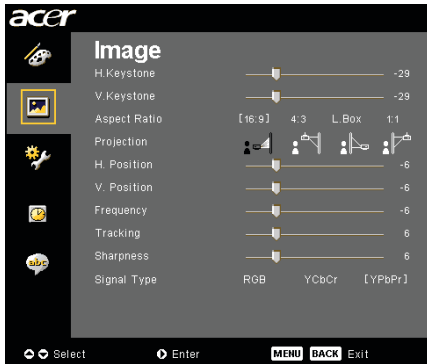 acer
Image
H.Keystone -29
V.Keystone -29
Aspect Ratio [16:9] 4:3 L.Box 1:1
Projection
H. Position -6
V. Position -6
Frequency -6
Tracking 6
Sharpness 6
Signal Type RGB YCbCr [YPbPr]
abc
Select Enter MENU BACK Exit